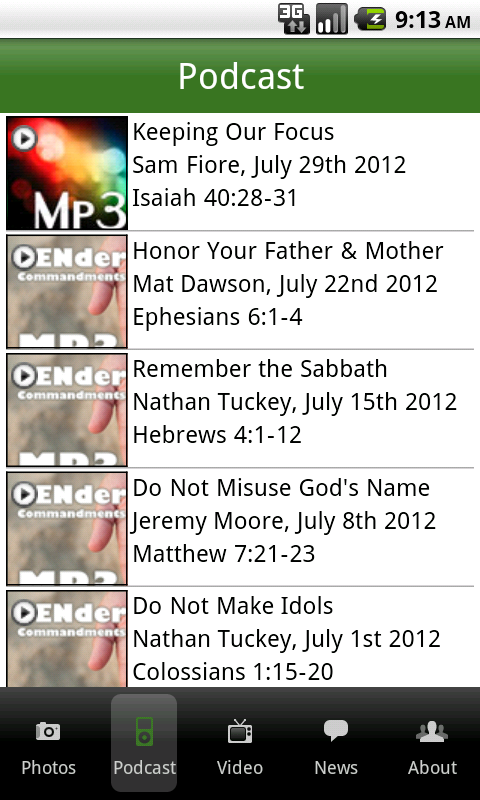 3G
9:13 AM
Podcast
MP3
Keeping Our Focus
Sam Fiore, July 29th 2012
Isaiah 40:28-31
ENder
Commandments
MP3
Honor Your Father & Mother
Mat Dawson, July 22nd 2012
Ephesians 6:1-4
ENder
Commandments
MP3
Remember the Sabbath
Nathan Tuckey, July 15th 2012
Hebrews 4:1-12
ENder
Commandments
MP3
Do Not Misuse God's Name
Jeremy Moore, July 8th 2012
Matthew 7:21-23
ENder
Commandments
Do Not Make Idols
Nathan Tuckey, July 1st 2012
Colossians 1:15-20
Photos
Podcast
Video
News
About